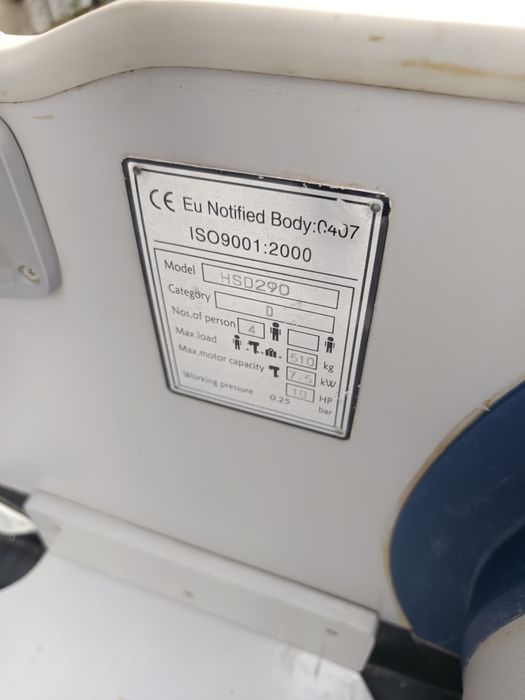 CE Eu Notified Body:0407
ISO9001:2000
Model HSD290
Category D
Nos.of person 4
Max.load 510 kg
Max.motor capacity 7.5 kW
10 HP
Working pressure 0.25 bar